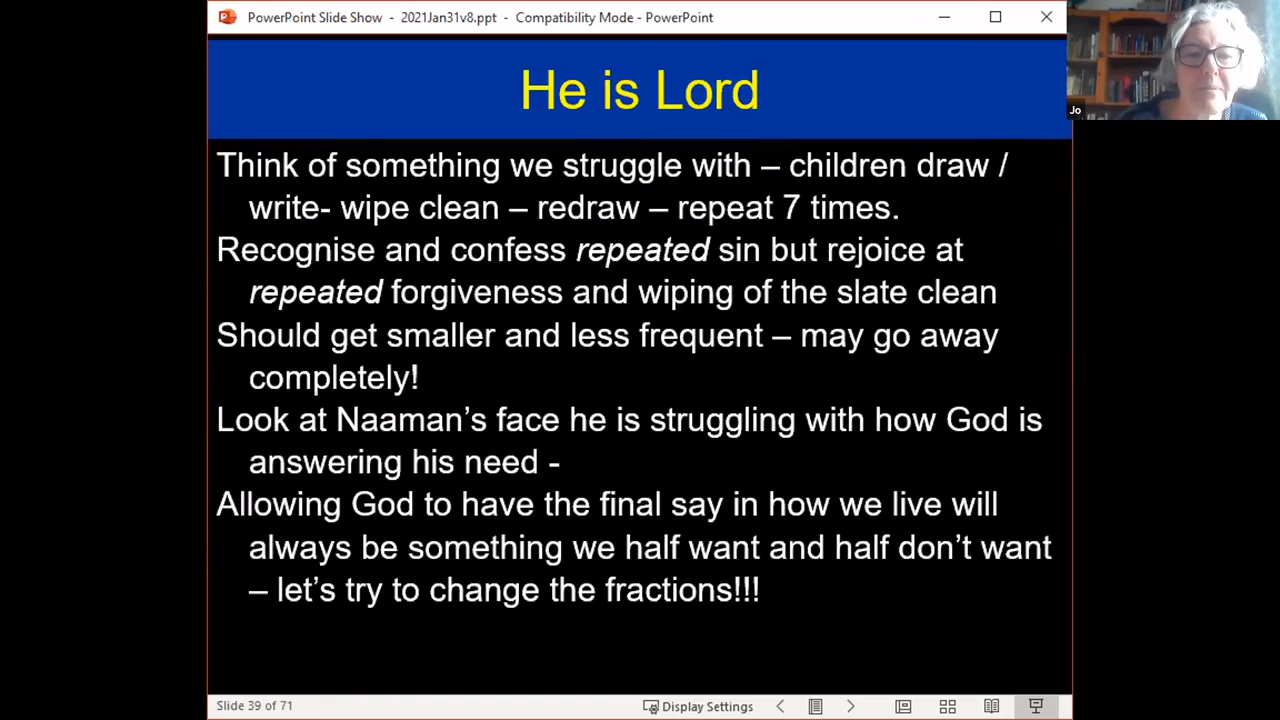 PowerPoint Slide Show - 2021Jan31v8.ppt - Compatibility Mode - PowerPoint
Jo
He is Lord
Think of something we struggle with – children draw /
write- wipe clean – redraw – repeat 7 times.
Recognise and confess repeated sin but rejoice at
repeated forgiveness and wiping of the slate clean
Should get smaller and less frequent – may go away
completely!
Look at Naaman’s face he is struggling with how God is
answering his need -
Allowing God to have the final say in how we live will
always be something we half want and half don’t want
– let’s try to change the fractions!!!
Slide 39 of 71
Display Settings